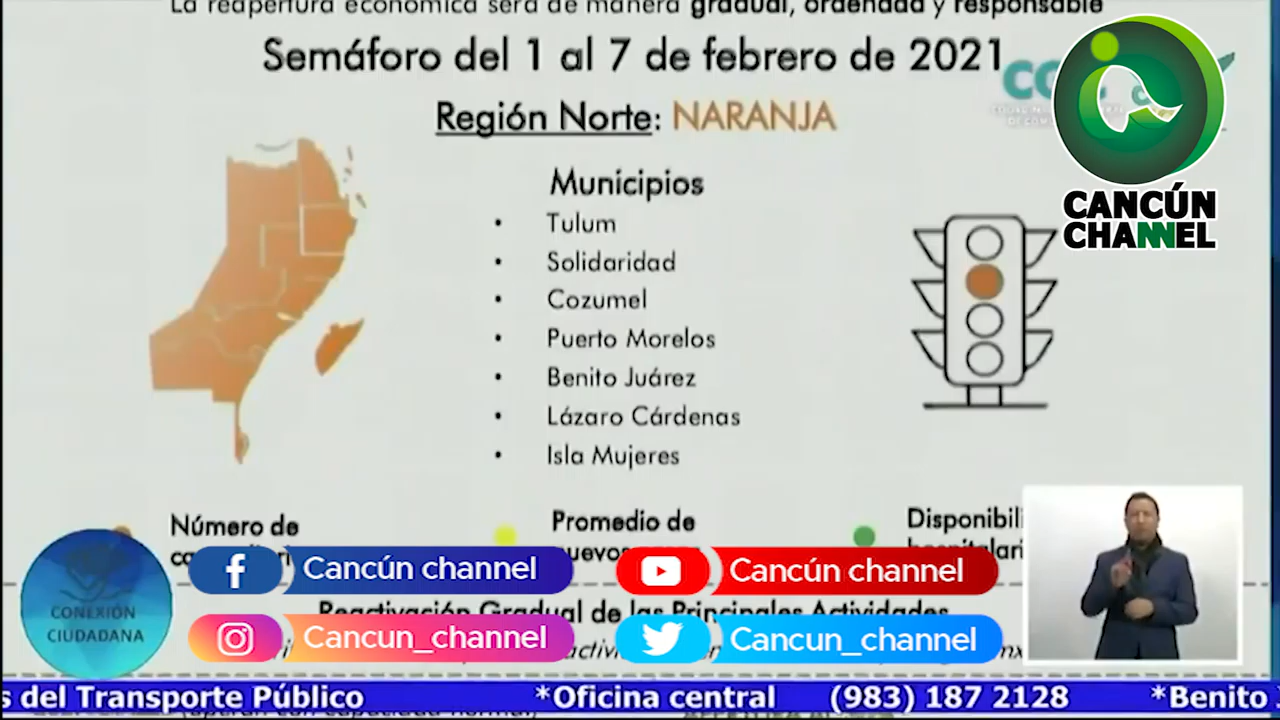 La reapertura económica será de manera gradual, ordenada y responsable
Semáforo del 1 al 7 de febrero de 2021
Región Norte: NARANJA
CANCÚN
CHANNEL
Municipios
• Tulum
• Solidaridad
• Cozumel
• Puerto Morelos
• Benito Juárez
• Lázaro Cárdenas
• Isla Mujeres
Número de
Promedio de
nuevos
Reactivación Gradual de las Principales Actividades
CONEXIÓN
CIUDADANA
Cancún channel
Cancún channel
Cancun_channel
Cancun_channel
s del Transporte Público *Oficina central (983) 187 2128 *Benito